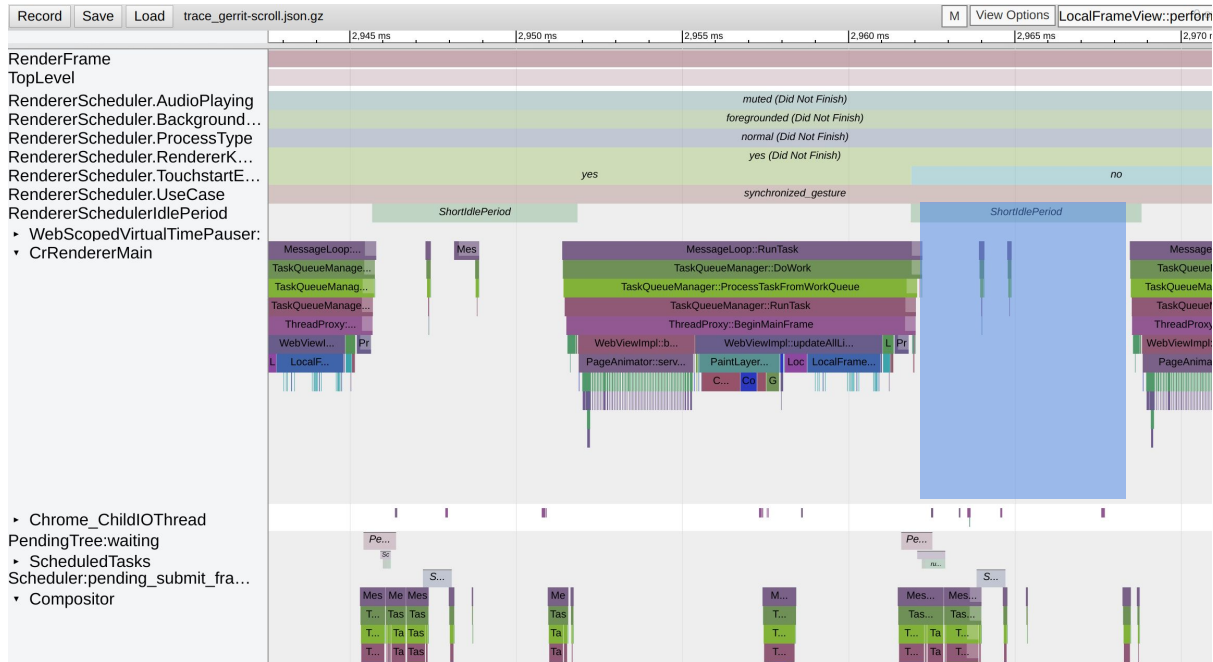 Record Save Load trace_gerrit-scroll.json.gz M View Options LocalFrameView::perform
2,945 ms 2,950 ms 2,955 ms 2,960 ms 2,965 ms 2,970
RenderFrame
TopLevel
RendererScheduler.AudioPlaying muted (Did Not Finish)
RendererScheduler.Background... foregrounded (Did Not Finish)
RendererScheduler.ProcessType normal (Did Not Finish)
RendererScheduler.RendererK... yes (Did Not Finish)
RendererScheduler.TouchstartE... yes no
RendererScheduler.UseCase synchronized_gesture
RendererSchedulerIdlePeriod ShortIdlePeriod ShortIdlePeriod
WebScopedVirtualTimePauser:
CrRendererMain MessageLoop:... Mes MessageLoop::RunTask Message
TaskQueueManage... TaskQueueManager::DoWork TaskQueueM
TaskQueueManag... TaskQueueManager::ProcessTaskFromWorkQueue TaskQueueMa
TaskQueueManage... TaskQueueManager::RunTask TaskQueueM
ThreadProxy:... ThreadProxy::BeginMainFrame ThreadProxy
WebViewI... Pr WebViewImpl::b... WebViewImpl::updateAllLi... L Pr WebViewImpl:
L LocalF... PageAnimator::serv... PaintLayer... Loc LocalFrame... PageAnima
C... Co G
Chrome_ChildIOThread
PendingTree:waiting Pe... Pe...
ScheduledTasks Sc ru...
Scheduler:pending_submit_fra... S... S...
Compositor Mes Me Mes Me M... Mes... Mes...
T... Tas Tas Tas T... Tas... Tas...
T... Ta Tas Ta T... T... Ta T...
T... Ta Tas Ta T... T... Ta T...